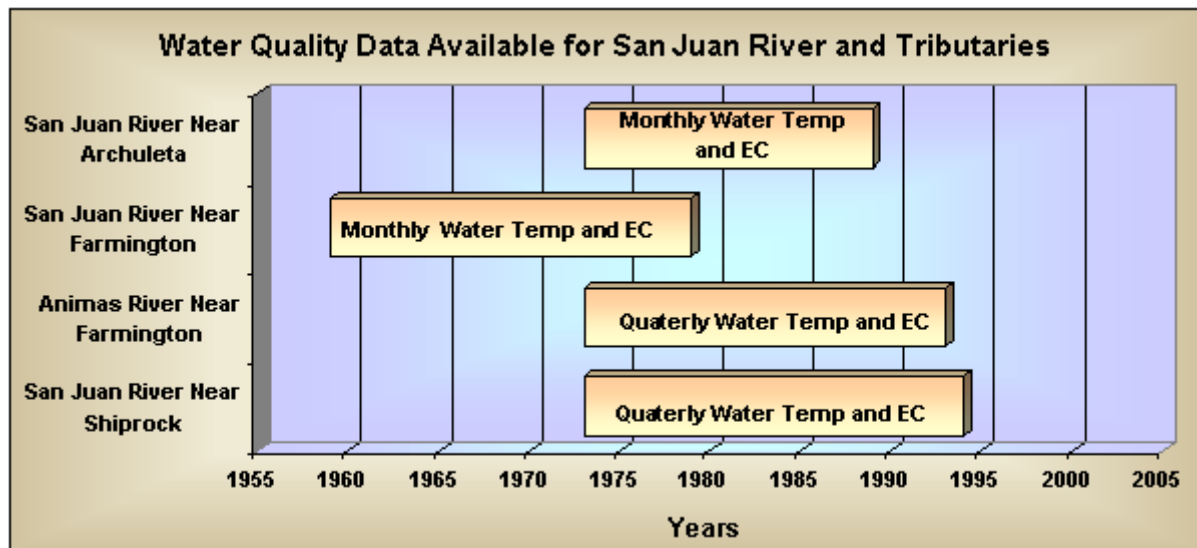 Water Quality Data Available for San Juan River and Tributaries
San Juan River Near
Archuleta
Monthly Water Temp
and EC
San Juan River Near
Farmington
Monthly Water Temp and EC
Animas River Near
Farmington
Quaterly Water Temp and EC
San Juan River Near
Shiprock
Quaterly Water Temp and EC
1955 1960 1965 1970 1975 1980 1985 1990 1995 2000 2005
Years